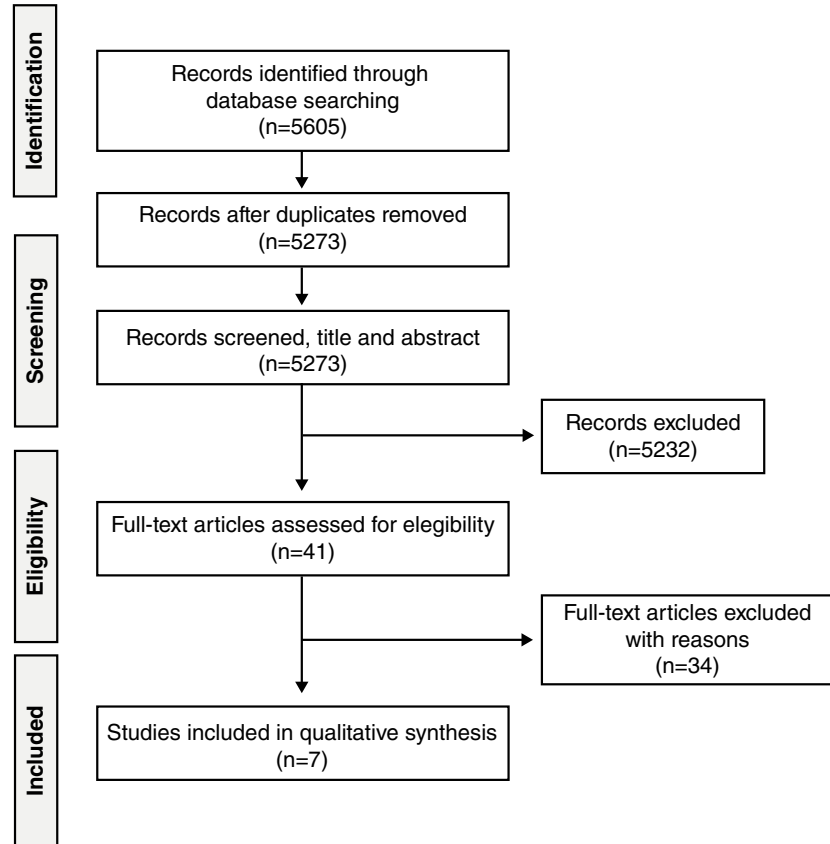 Identification
Records identified through
database searching
(n=5605)
Records after duplicates removed
(n=5273)
Screening
Records screened, title and abstract
(n=5273)
Records excluded
(n=5232)
Eligibility
Full-text articles assessed for elegibility
(n=41)
Full-text articles excluded
with reasons
(n=34)
Included
Studies included in qualitative synthesis
(n=7)